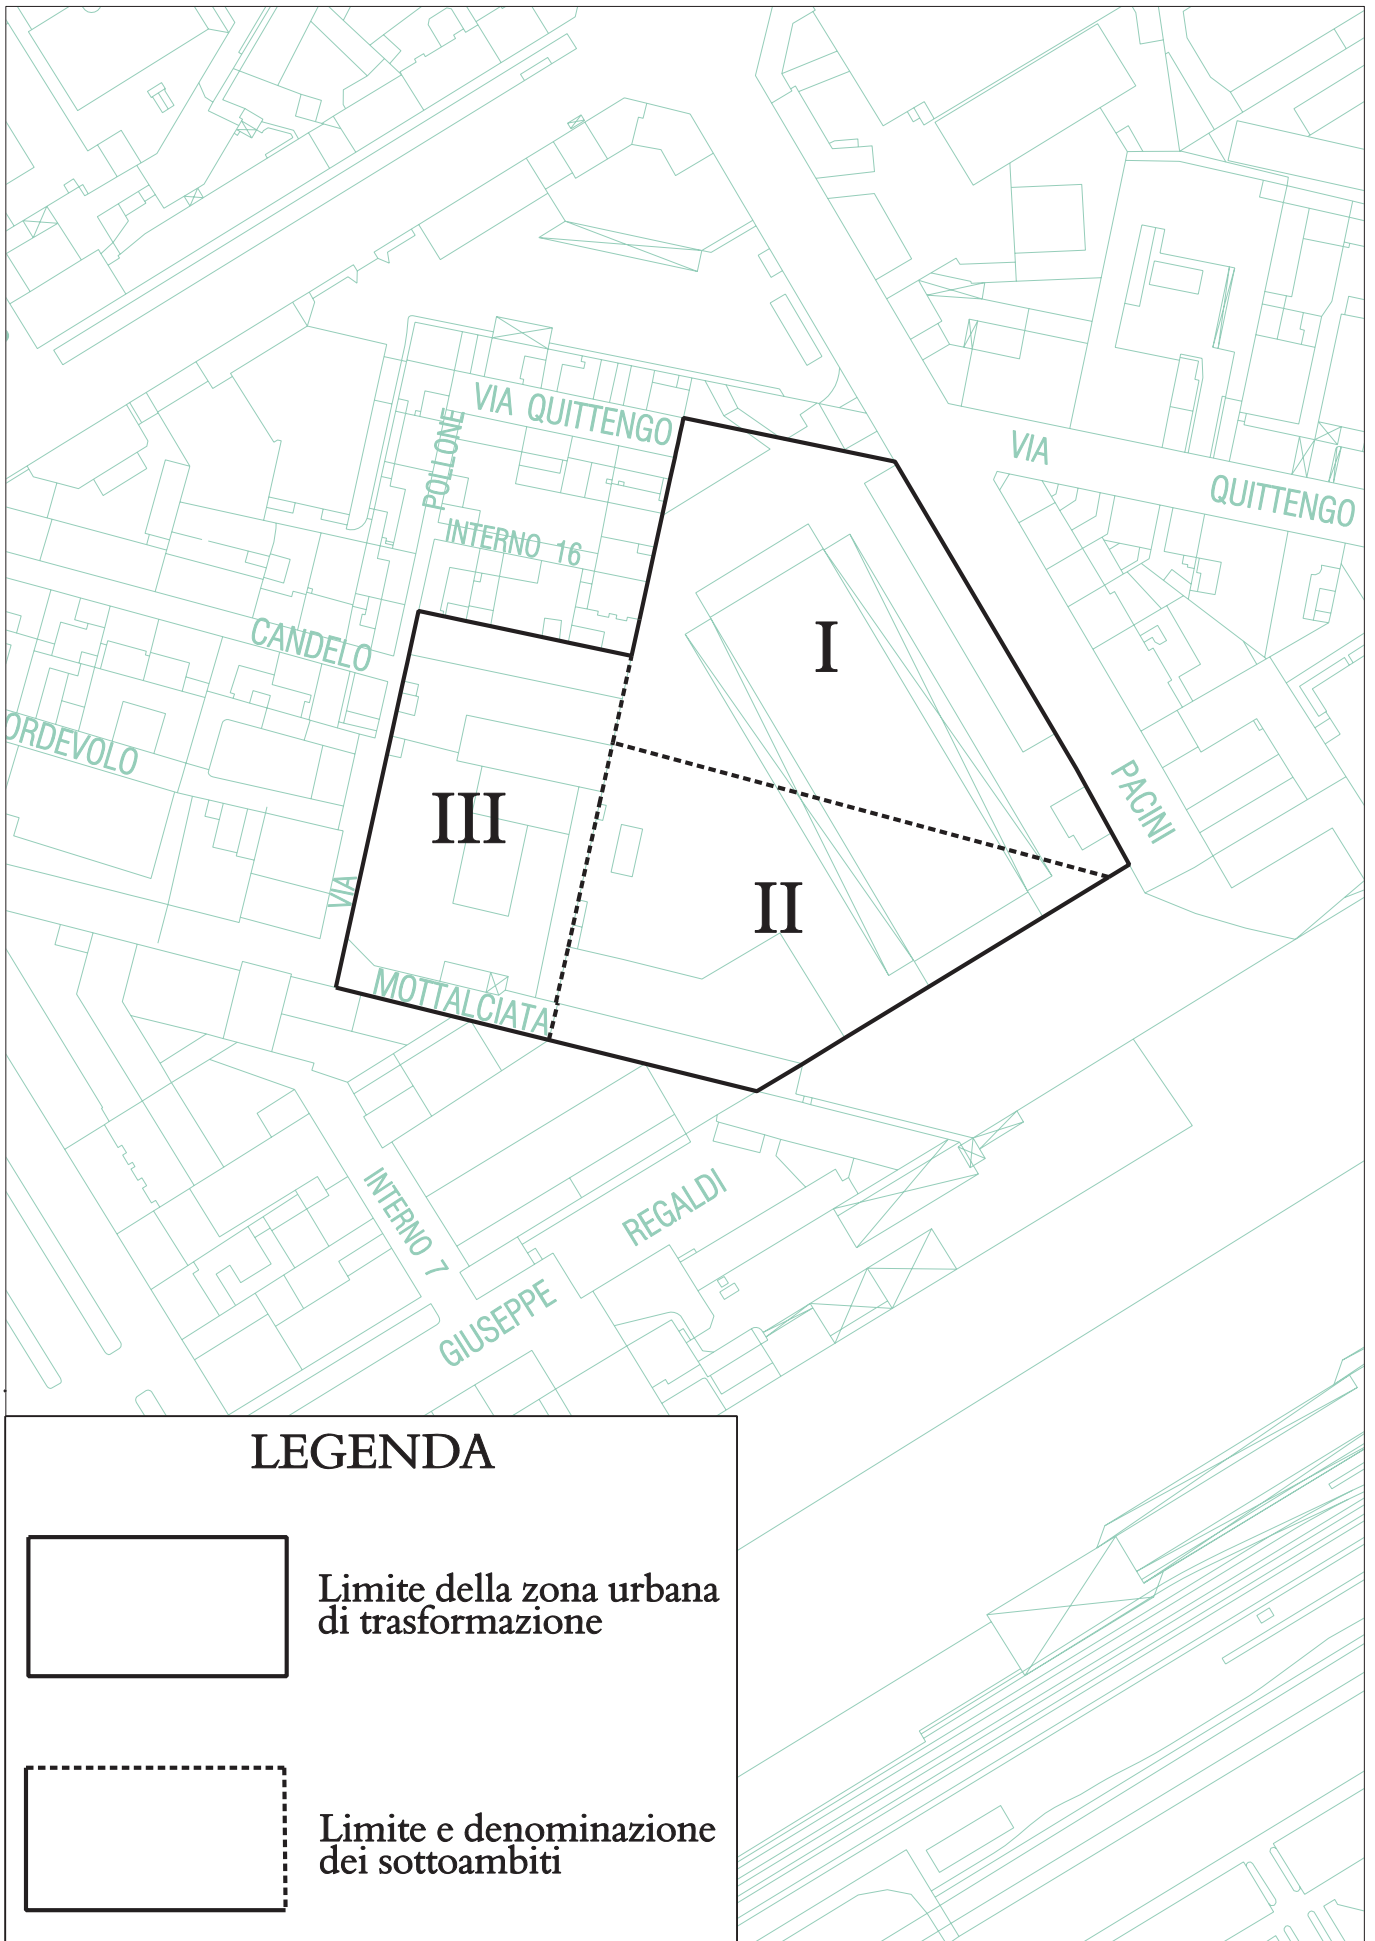 VIA QUITTENGO
VIA
QUITTENGO
POLLONE
INTERNO 16
CANDELO
ORDEVOLO
I
III
II
PACINI
VIA
MOTTALCIATA
INTERNO 7
GIUSEPPE
REGALDI
LEGENDA
Limite della zona urbana
di trasformazione
Limite e denominazione
dei sottoambiti